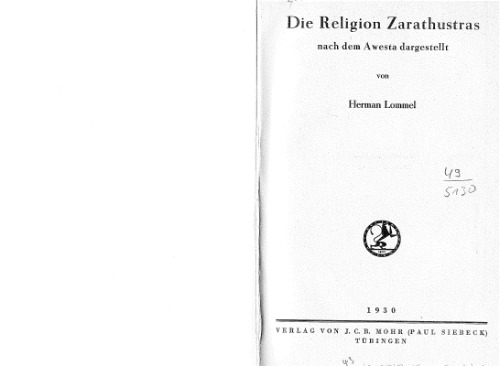 Die Religion Zarathustras
nach dem Awesta dargestellt
von
Herman Lommel
49
5130
1930
VERLAG VON J. C. B. MOHR (PAUL SIEBECK)
TÜBINGEN